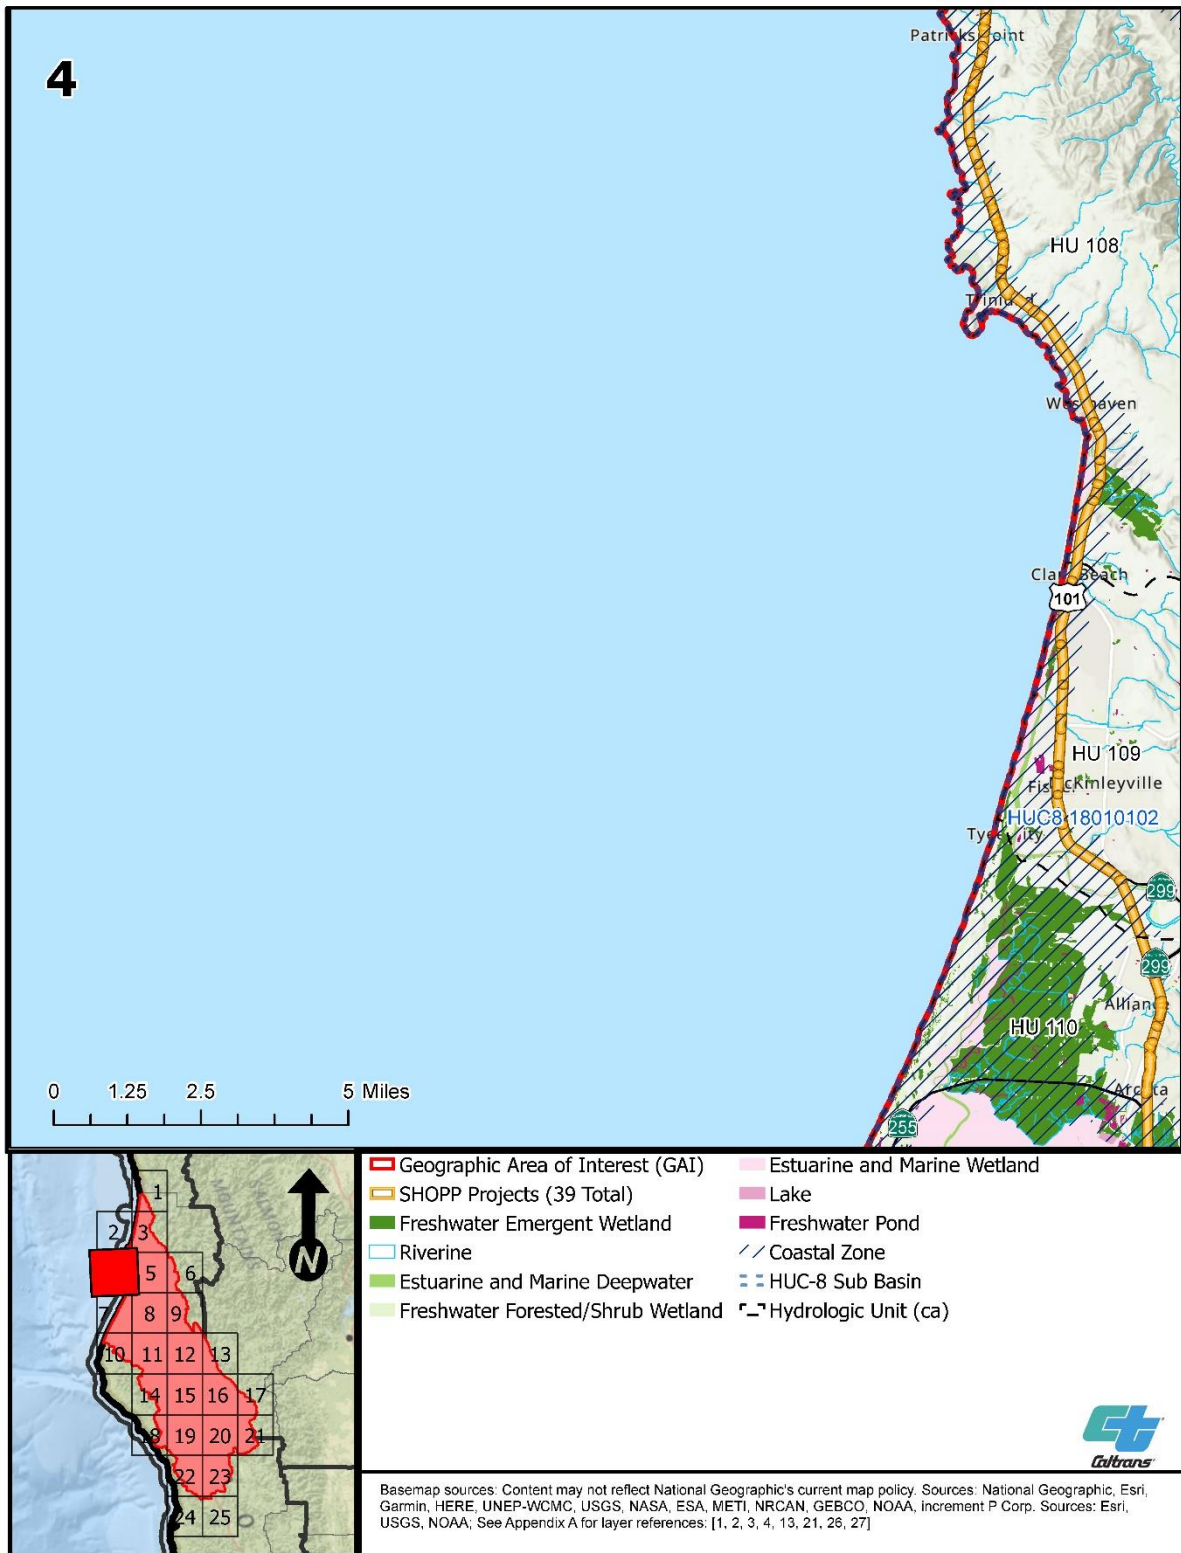 4
Patricks Point
HU 108
Trinidad
Westhaven
Clam Beach
101
HU 109
McKinleyville
HUC8 18010102
299
299
Alliance
HU 110
Arcata
255
0 1.25 2.5 5 Miles
1
2 3
5 6
7 8 9
10 11 12 13
14 15 16 17
18 19 20 21
22 23
24 25
SALMON
MOUNTAINS
N
Geographic Area of Interest (GAI)
SHOPP Projects (39 Total)
Freshwater Emergent Wetland
Riverine
Estuarine and Marine Deepwater
Freshwater Forested/Shrub Wetland
Estuarine and Marine Wetland
Lake
Freshwater Pond
Coastal Zone
HUC-8 Sub Basin
Hydrologic Unit (ca)
Caltrans
Basemap sources: Content may not reflect National Geographic's current map policy. Sources: National Geographic, Esri,
Garmin, HERE, UNEP-WCMC, USGS, NASA, ESA, METI, NRCAN, GEBCO, NOAA, increment P Corp. Sources: Esri,
USGS, NOAA; See Appendix A for layer references: [1, 2, 3, 4, 13, 21, 26, 27]